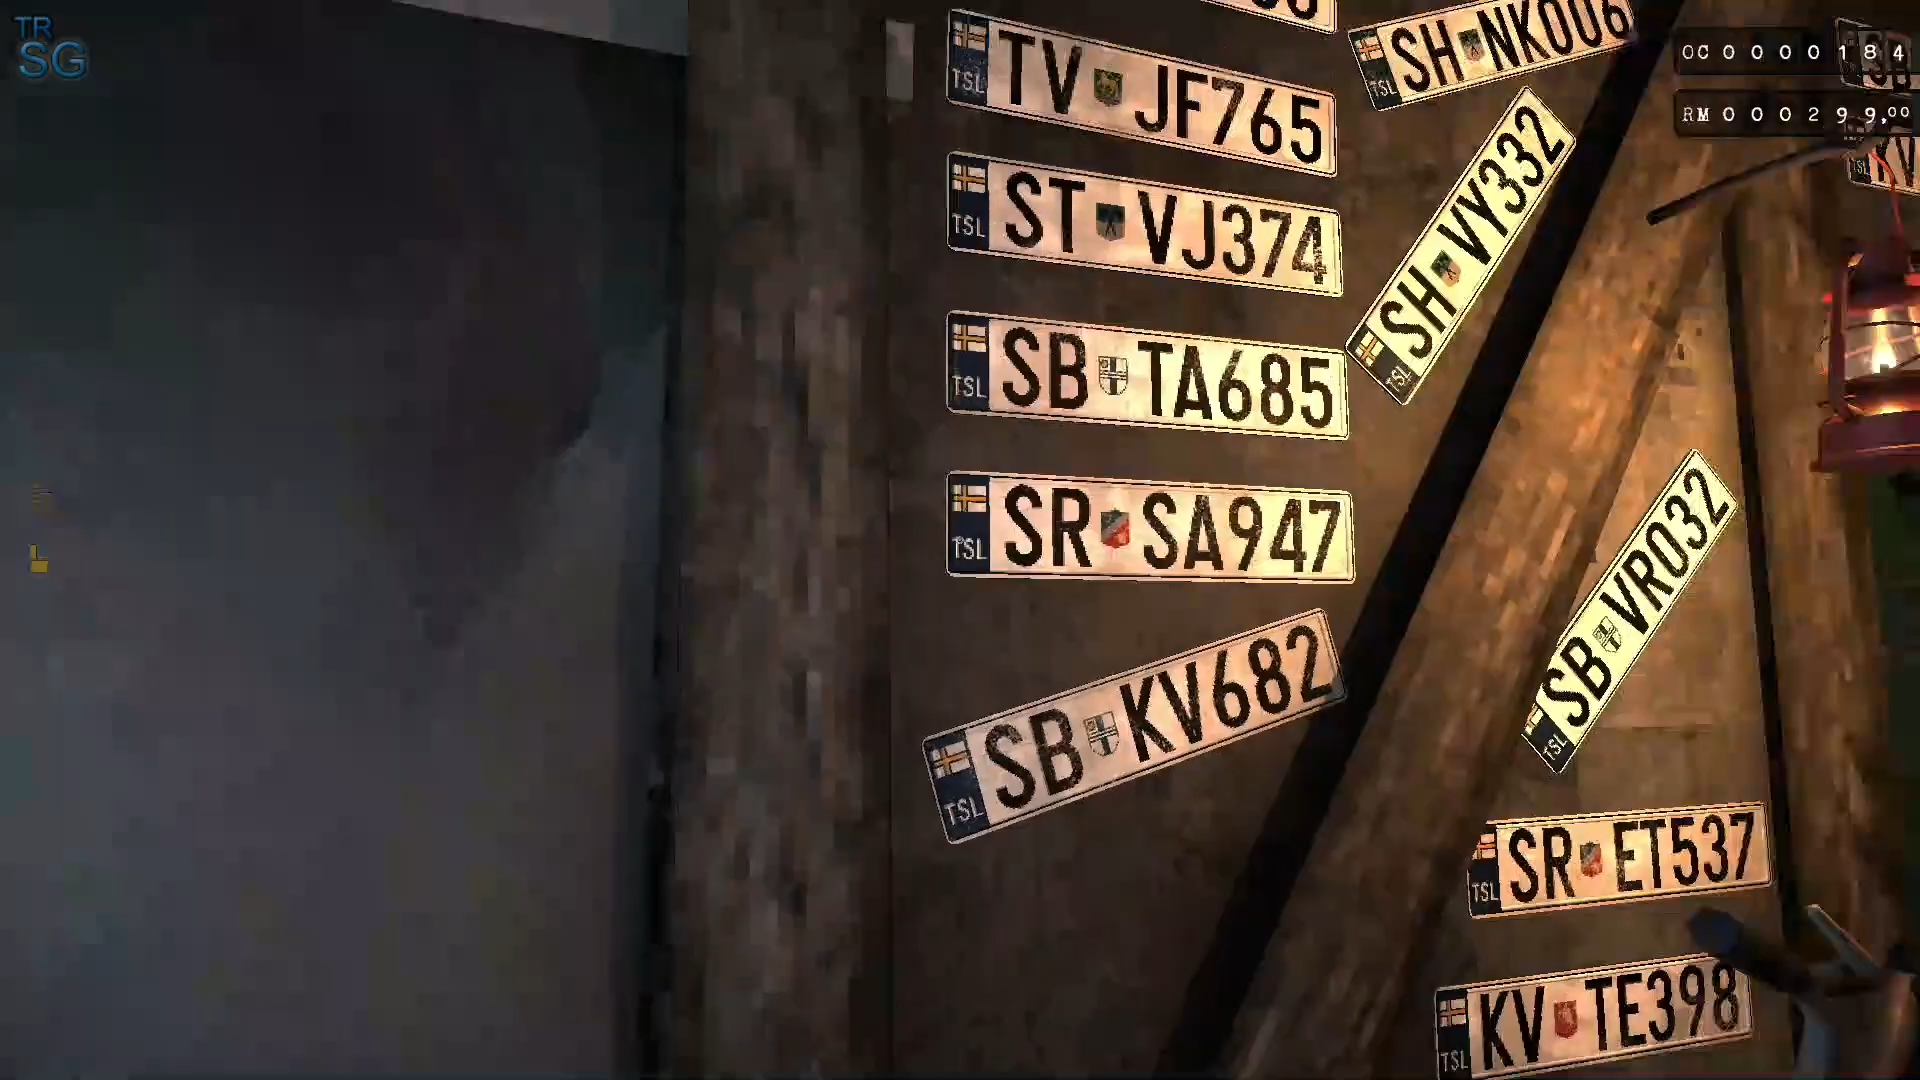 TR
SG
TSL TV JF765
TSL ST VJ374
TSL SB TA685
TSL SR SA947
TSL SB KV682
TSL SH NK006
TSL SH VY332
TSL SB VR032
TSL SR ET537
TSL KV TE398
OC 0 0 0 0 1 8 4
RM 0 0 0 2 9 9,00
TSL KV